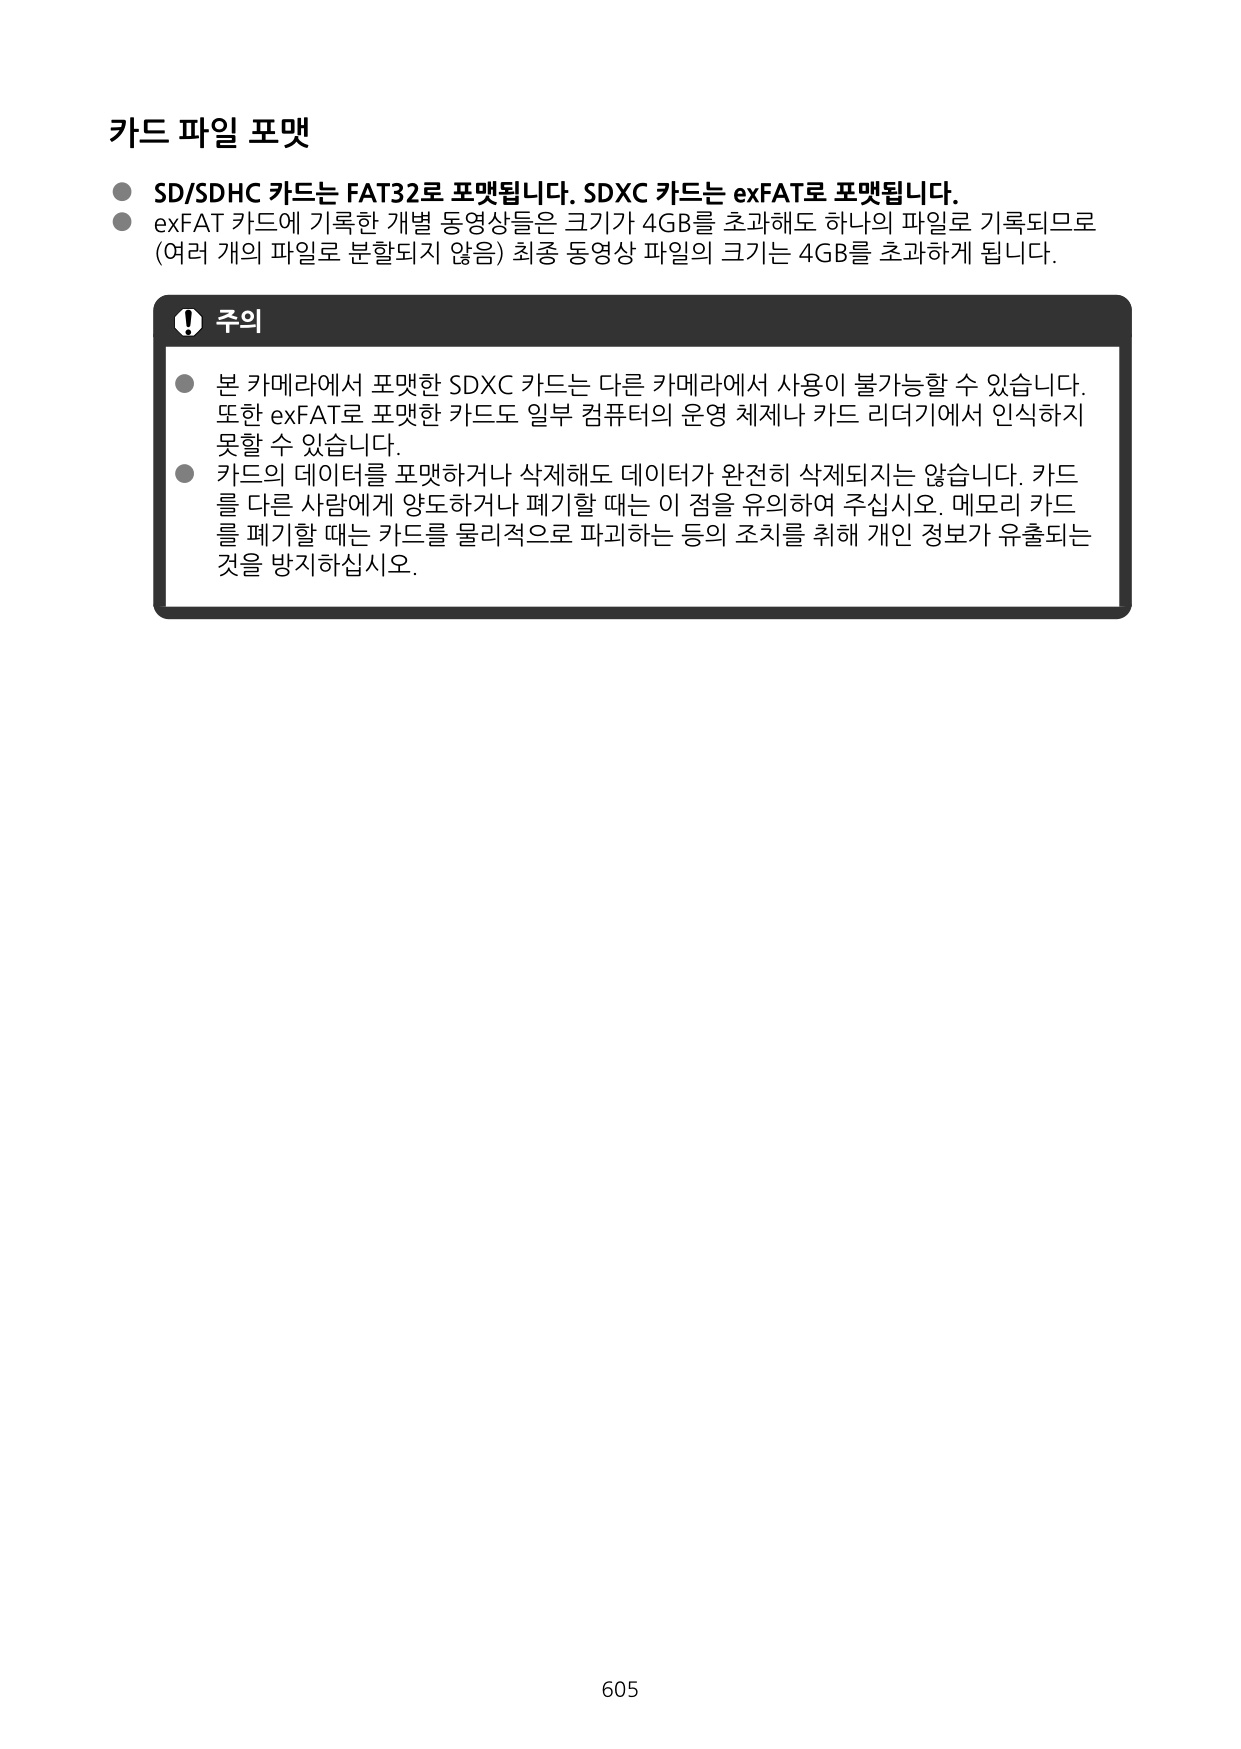 카드 파일 포맷
● SD/SDHC 카드는 FAT32로 포맷됩니다. SDXC 카드는 exFAT로 포맷됩니다.
● exFAT 카드에 기록한 개별 동영상들은 크기가 4GB를 초과해도 하나의 파일로 기록되므로
(여러 개의 파일로 분할되지 않음) 최종 동영상 파일의 크기는 4GB를 초과하게 됩니다.
주의
● 본 카메라에서 포맷한 SDXC 카드는 다른 카메라에서 사용이 불가능할 수 있습니다.
또한 exFAT로 포맷한 카드도 일부 컴퓨터의 운영 체제나 카드 리더기에서 인식하지
못할 수 있습니다.
● 카드의 데이터를 포맷하거나 삭제해도 데이터가 완전히 삭제되지는 않습니다. 카드
를 다른 사람에게 양도하거나 폐기할 때는 이 점을 유의하여 주십시오. 메모리 카드
를 폐기할 때는 카드를 물리적으로 파괴하는 등의 조치를 취해 개인 정보가 유출되는
것을 방지하십시오.
605